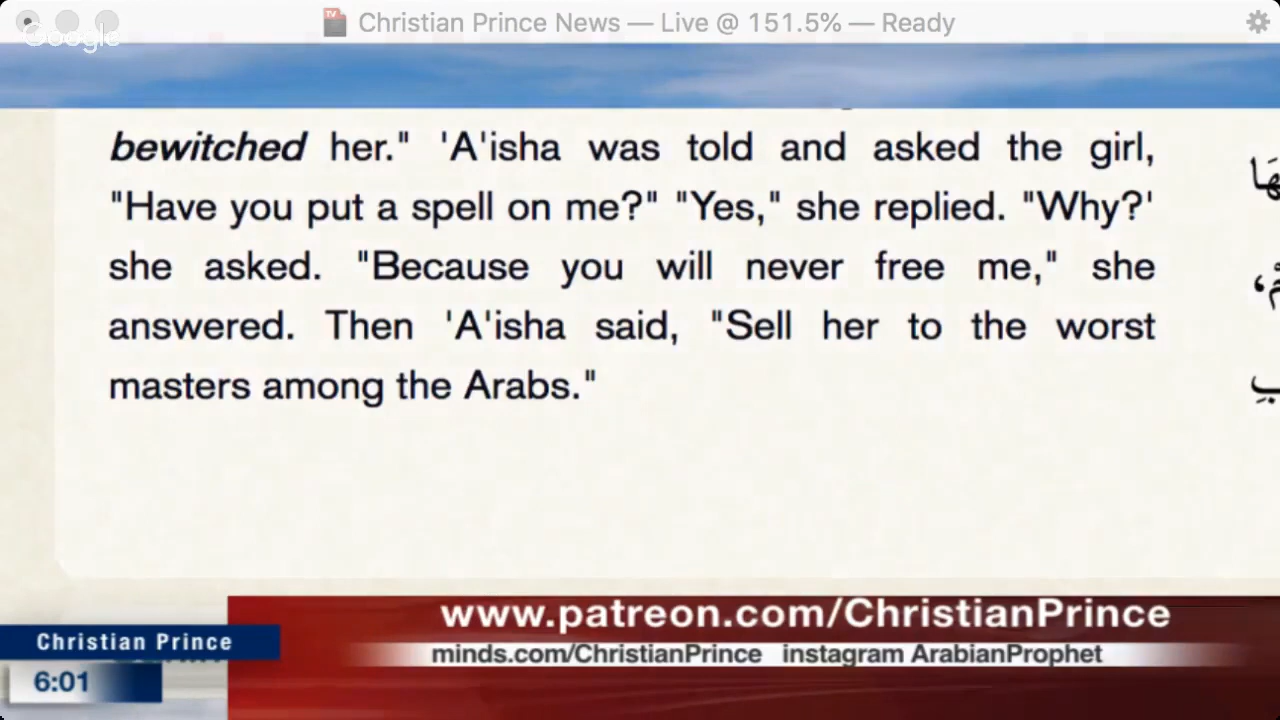 Christian Prince News — Live @ 151.5% — Ready
Google
bewitched her." 'A'isha was told and asked the girl,
"Have you put a spell on me?" "Yes," she replied. "Why?'
she asked. "Because you will never free me," she
answered. Then 'A'isha said, "Sell her to the worst
masters among the Arabs."
www.patreon.com/ChristianPrince
Christian Prince
minds.com/ChristianPrince instagram ArabianProphet
6:01